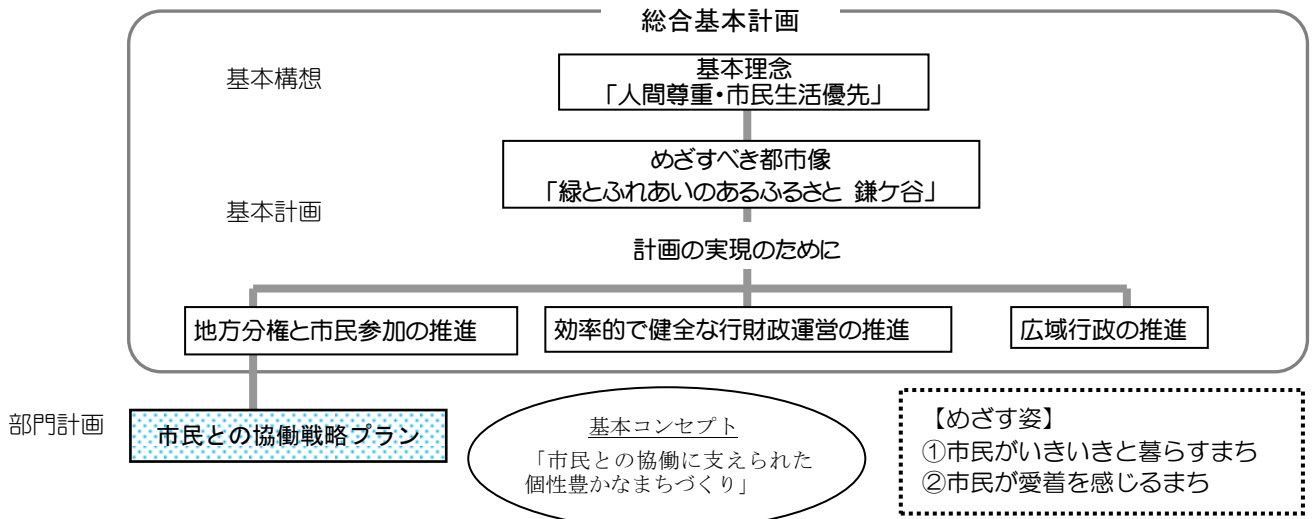 総合基本計画
基本構想
基本理念
「人間尊重・市民生活優先」
めざすべき都市像
「緑とふれあいのあるふるさと 鎌ケ谷」
基本計画
計画の実現のために
地方分権と市民参加の推進
効率的で健全な行財政運営の推進
広域行政の推進
部門計画
市民との協働戦略プラン
基本コンセプト
「市民との協働に支えられた
個性豊かなまちづくり」
【めざす姿】
①市民がいきいきと暮らすまち
②市民が愛着を感じるまち